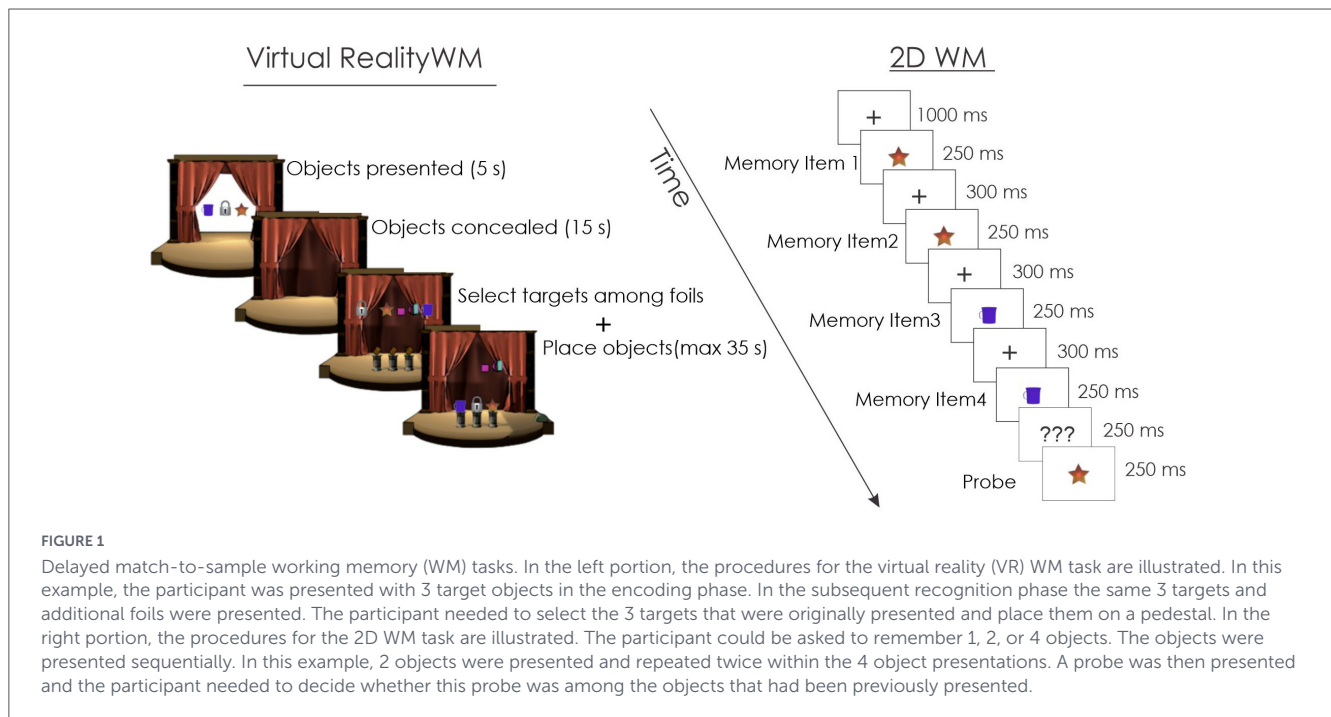 Virtual RealityWM
Objects presented (5 s)
Objects concealed (15 s)
Select targets among foils
+
Place objects(max 35 s)
Time
2D WM
+
1000 ms
Memory Item 1
250 ms
+
300 ms
Memory Item2
250 ms
+
300 ms
Memory Item3
250 ms
+
300 ms
Memory Item4
250 ms
???
250 ms
Probe
250 ms
FIGURE 1
Delayed match-to-sample working memory (WM) tasks. In the left portion, the procedures for the virtual reality (VR) WM task are illustrated. In this
example, the participant was presented with 3 target objects in the encoding phase. In the subsequent recognition phase the same 3 targets and
additional foils were presented. The participant needed to select the 3 targets that were originally presented and place them on a pedestal. In the
right portion, the procedures for the 2D WM task are illustrated. The participant could be asked to remember 1, 2, or 4 objects. The objects were
presented sequentially. In this example, 2 objects were presented and repeated twice within the 4 object presentations. A probe was then presented
and the participant needed to decide whether this probe was among the objects that had been previously presented.